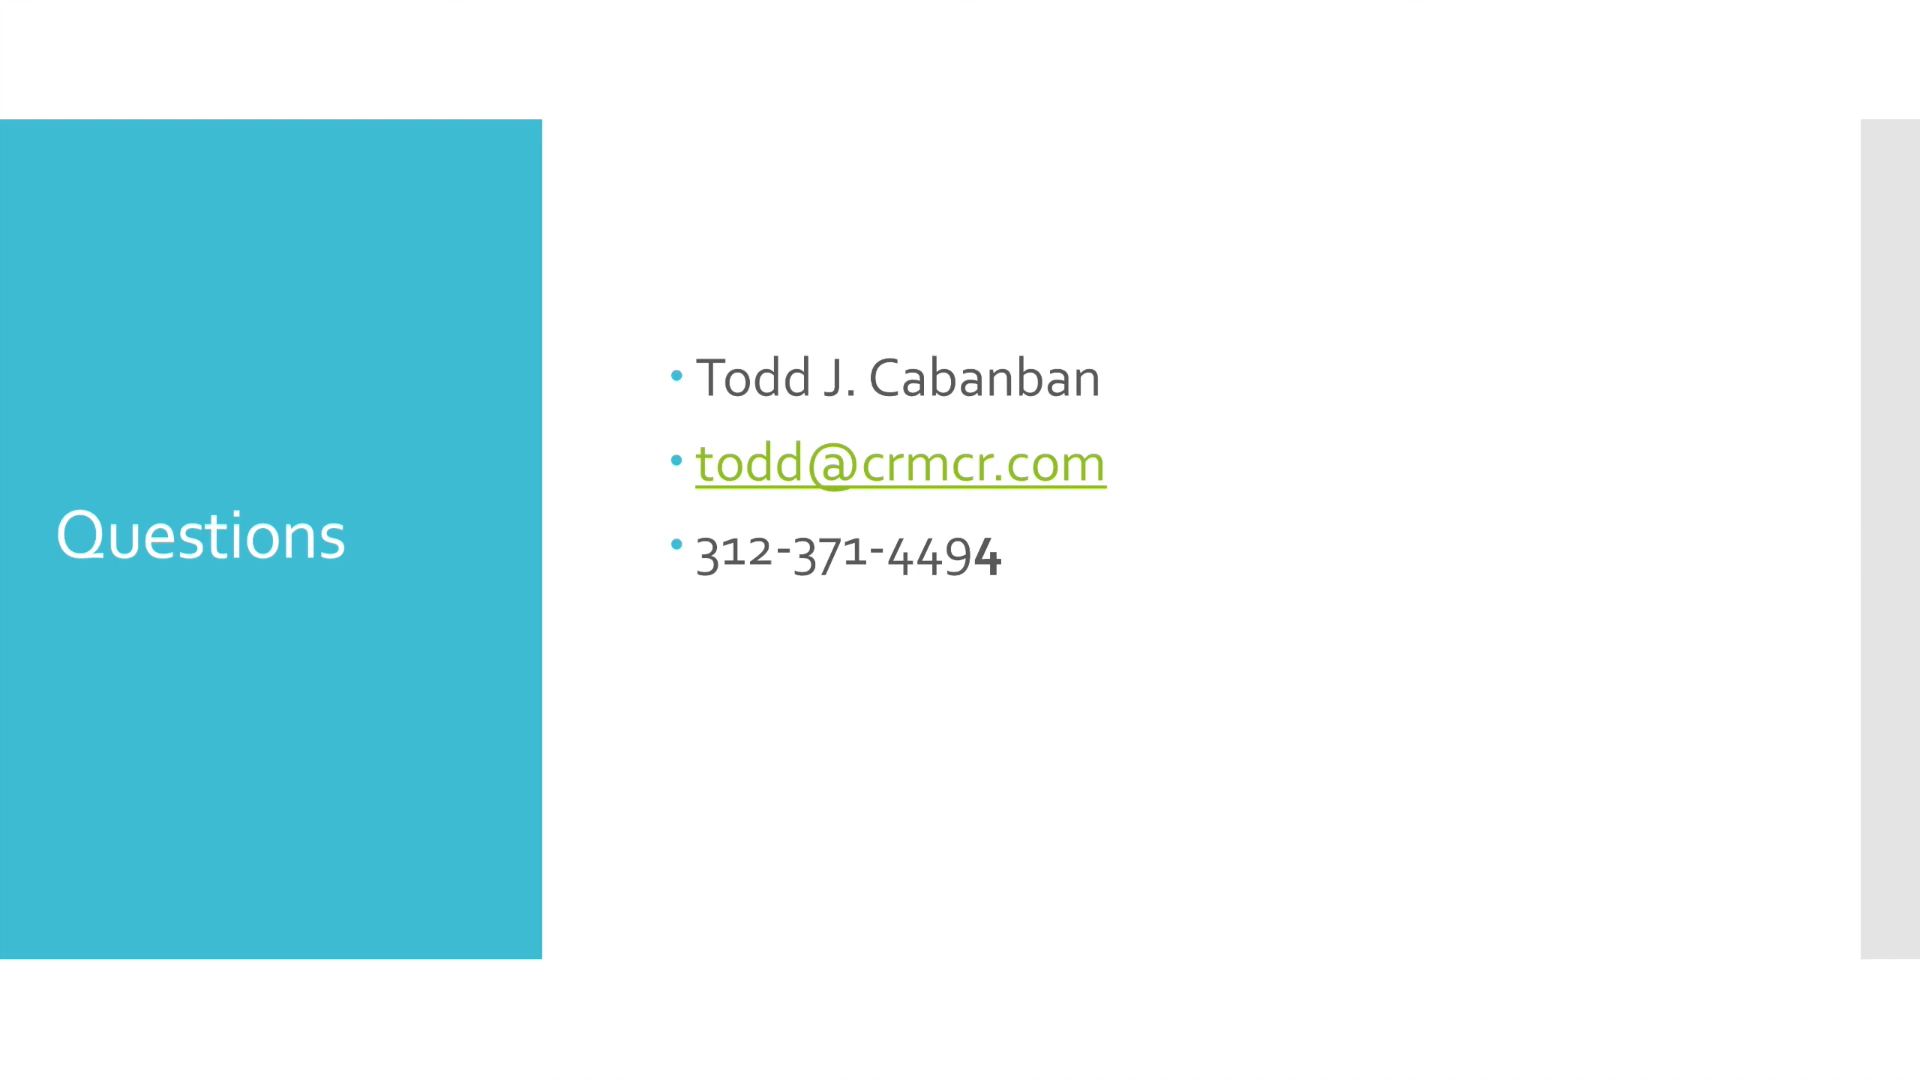 Questions
• Todd J. Cabanban
• todd@crmcr.com
• 312-371-4494